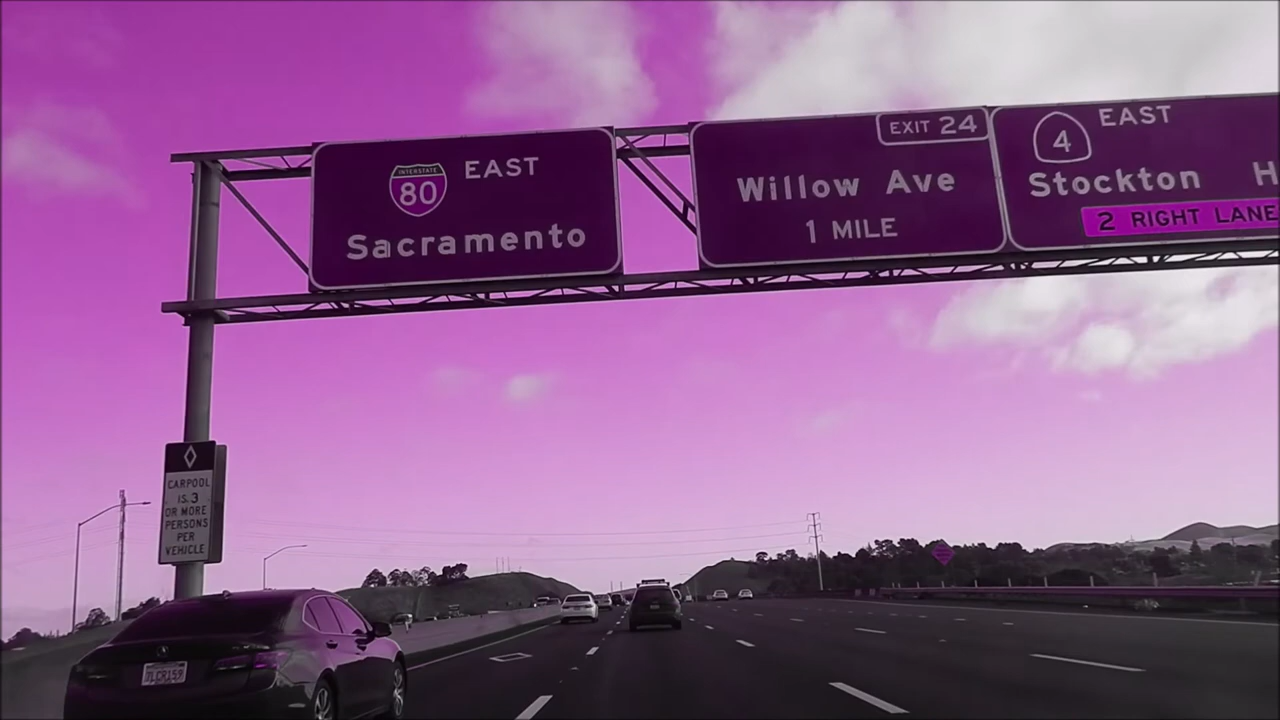 INTERSTATE
80
EAST
Sacramento
EXIT 24
Willow Ave
1 MILE
4
EAST
Stockton H
2 RIGHT LANE
CARPOOL
IS 3
OR MORE
PERSONS
PER
VEHICLE